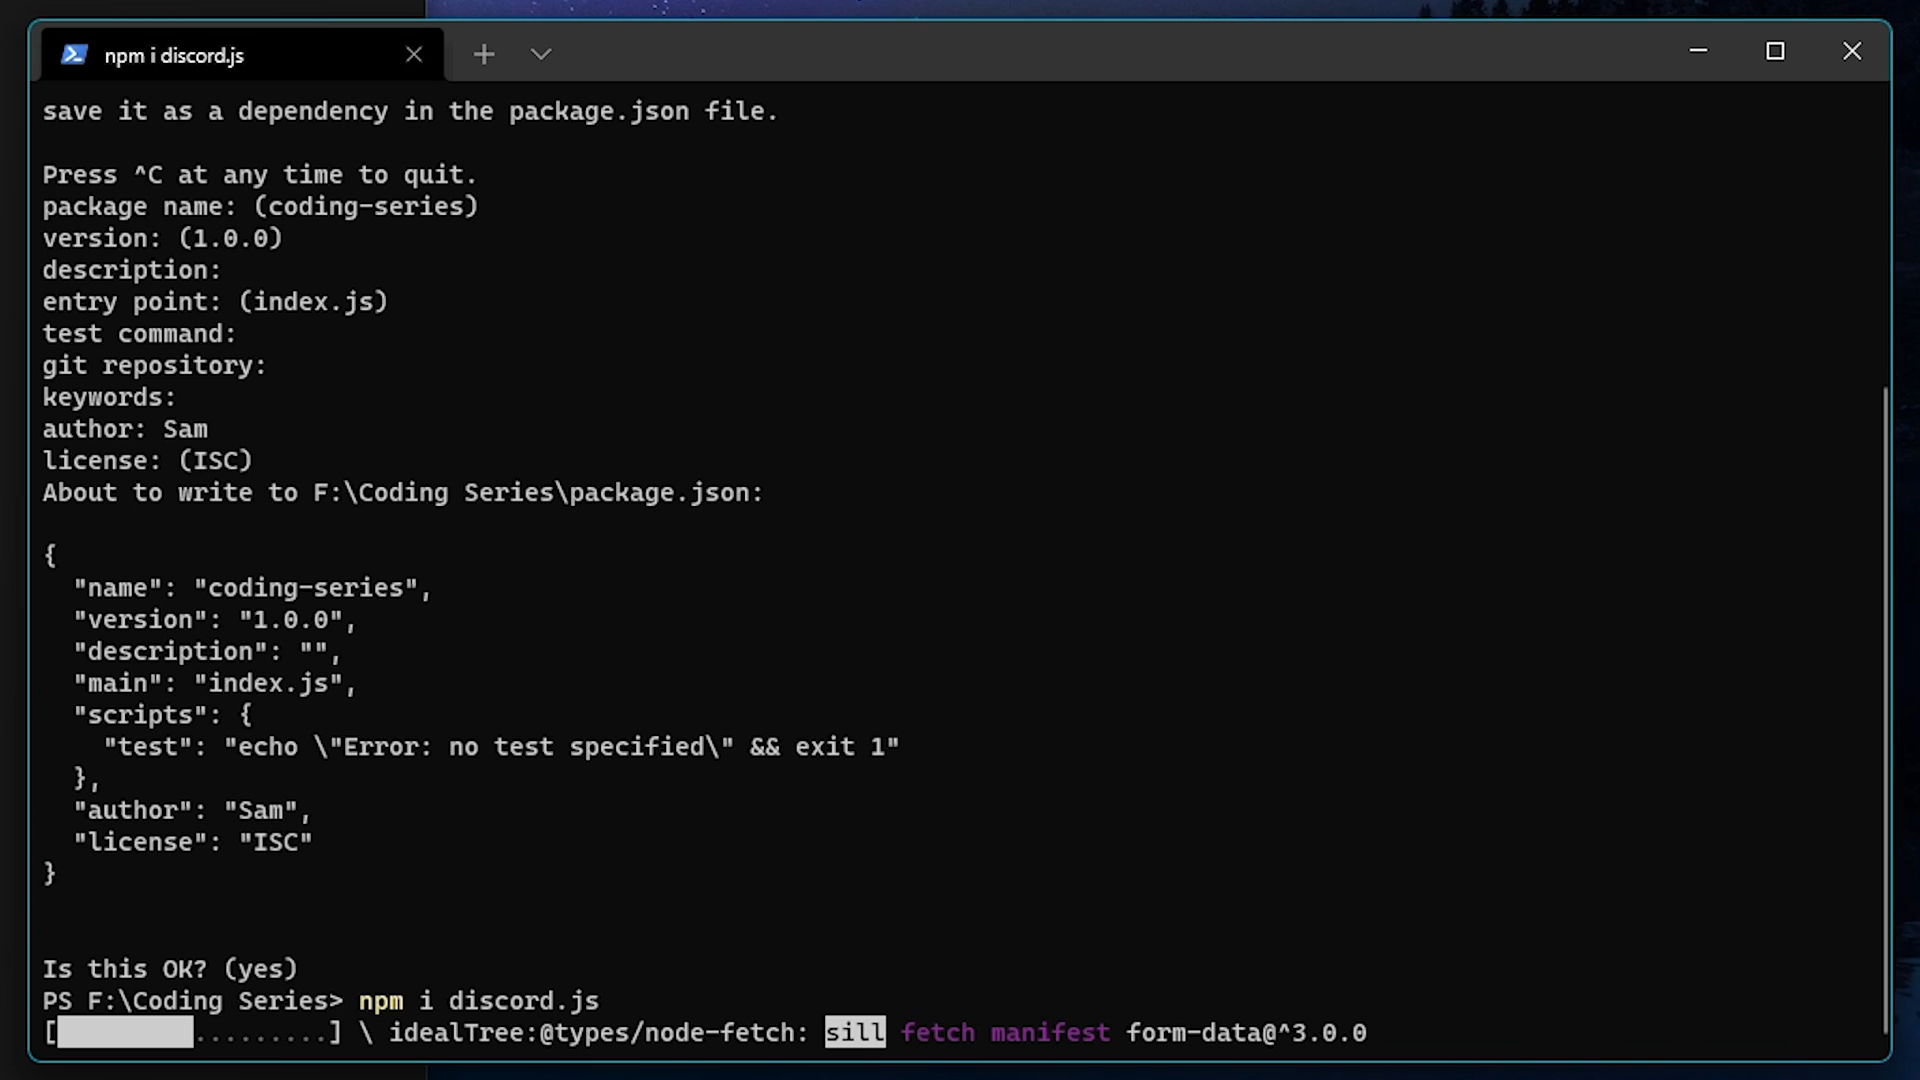 npm i discord.js
save it as a dependency in the package.json file.
Press ^C at any time to quit.
package name: (coding-series)
version: (1.0.0)
description:
entry point: (index.js)
test command:
git repository:
keywords:
author: Sam
license: (ISC)
About to write to F:\Coding Series\package.json:
{
  "name": "coding-series",
  "version": "1.0.0",
  "description": "",
  "main": "index.js",
  "scripts": {
    "test": "echo \"Error: no test specified\" && exit 1"
  },
  "author": "Sam",
  "license": "ISC"
}
Is this OK? (yes)
PS F:\Coding Series> npm i discord.js
[         .........] \ idealTree:@types/node-fetch: sill fetch manifest form-data@^3.0.0